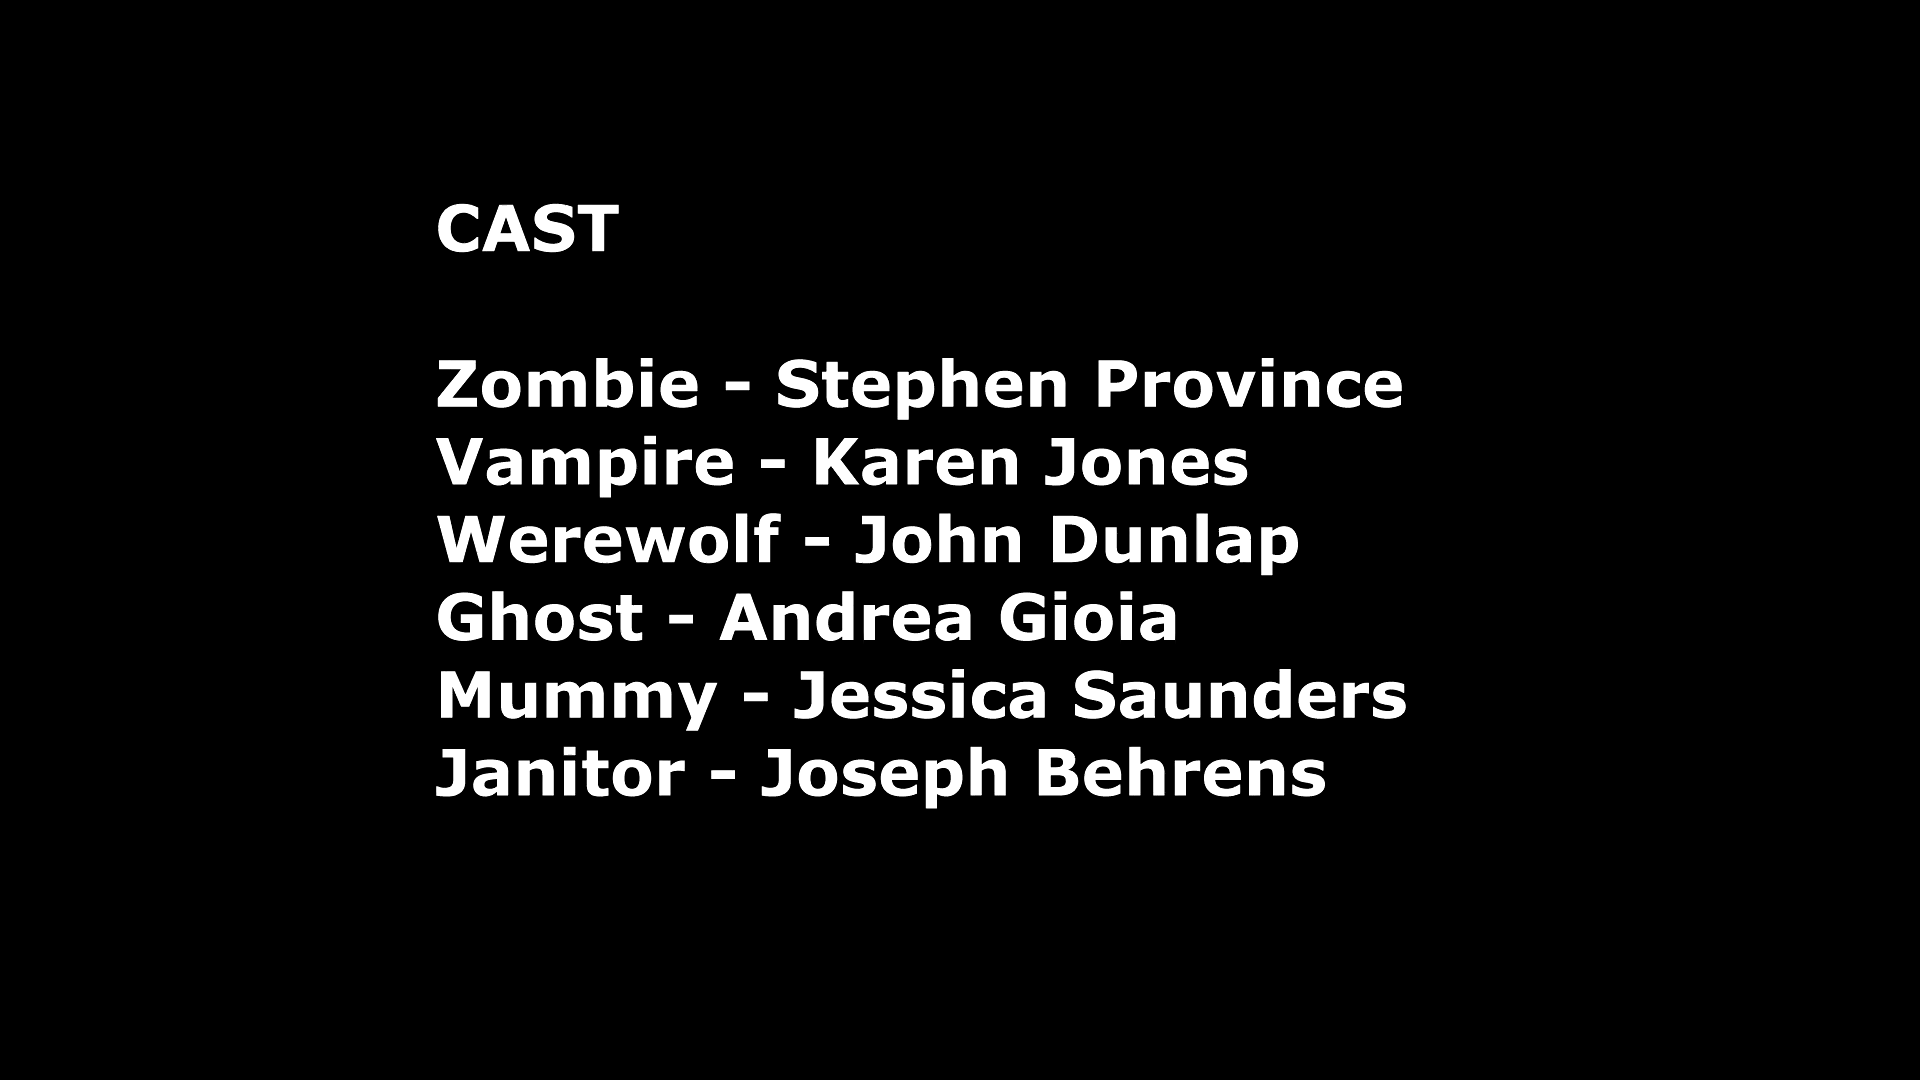 CAST
Zombie - Stephen Province
Vampire - Karen Jones
Werewolf - John Dunlap
Ghost - Andrea Gioia
Mummy - Jessica Saunders
Janitor - Joseph Behrens